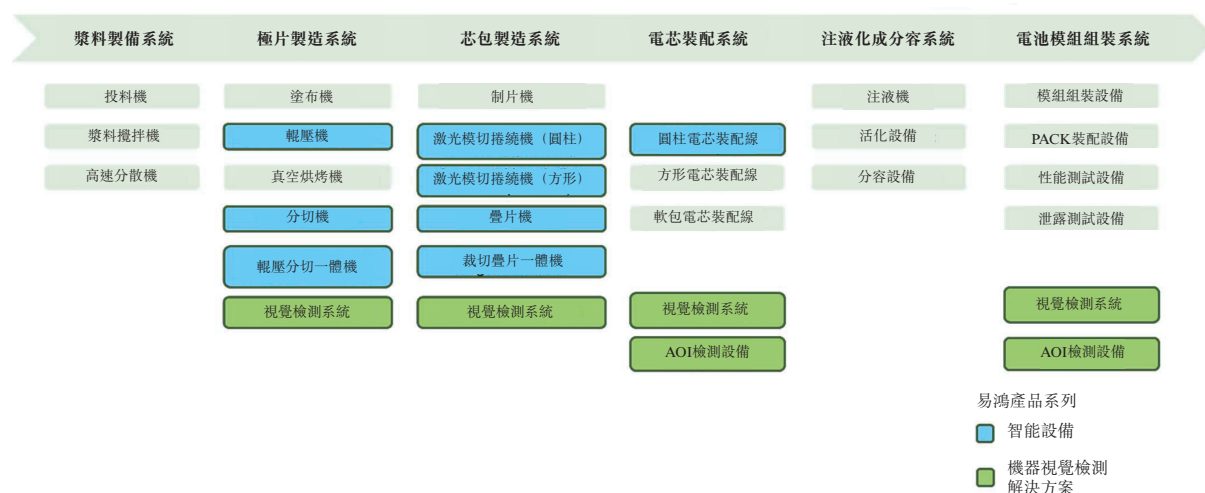 漿料製備系統
極片製造系統
芯包製造系統
電芯裝配系統
注液化成分容系統
電池模組組裝系統
投料機
漿料攪拌機
高速分散機
塗布機
輥壓機
真空烘烤機
分切機
輥壓分切一體機
視覺檢測系統
制片機
激光模切捲繞機（圓柱）
激光模切捲繞機（方形）
疊片機
裁切疊片一體機
視覺檢測系統
圓柱電芯裝配線
方形電芯裝配線
軟包電芯裝配線
視覺檢測系統
AOI檢測設備
注液機
活化設備
分容設備
模組組裝設備
PACK裝配設備
性能測試設備
泄露測試設備
視覺檢測系統
AOI檢測設備
易鴻產品系列
智能設備
機器視覺檢測
解決方案